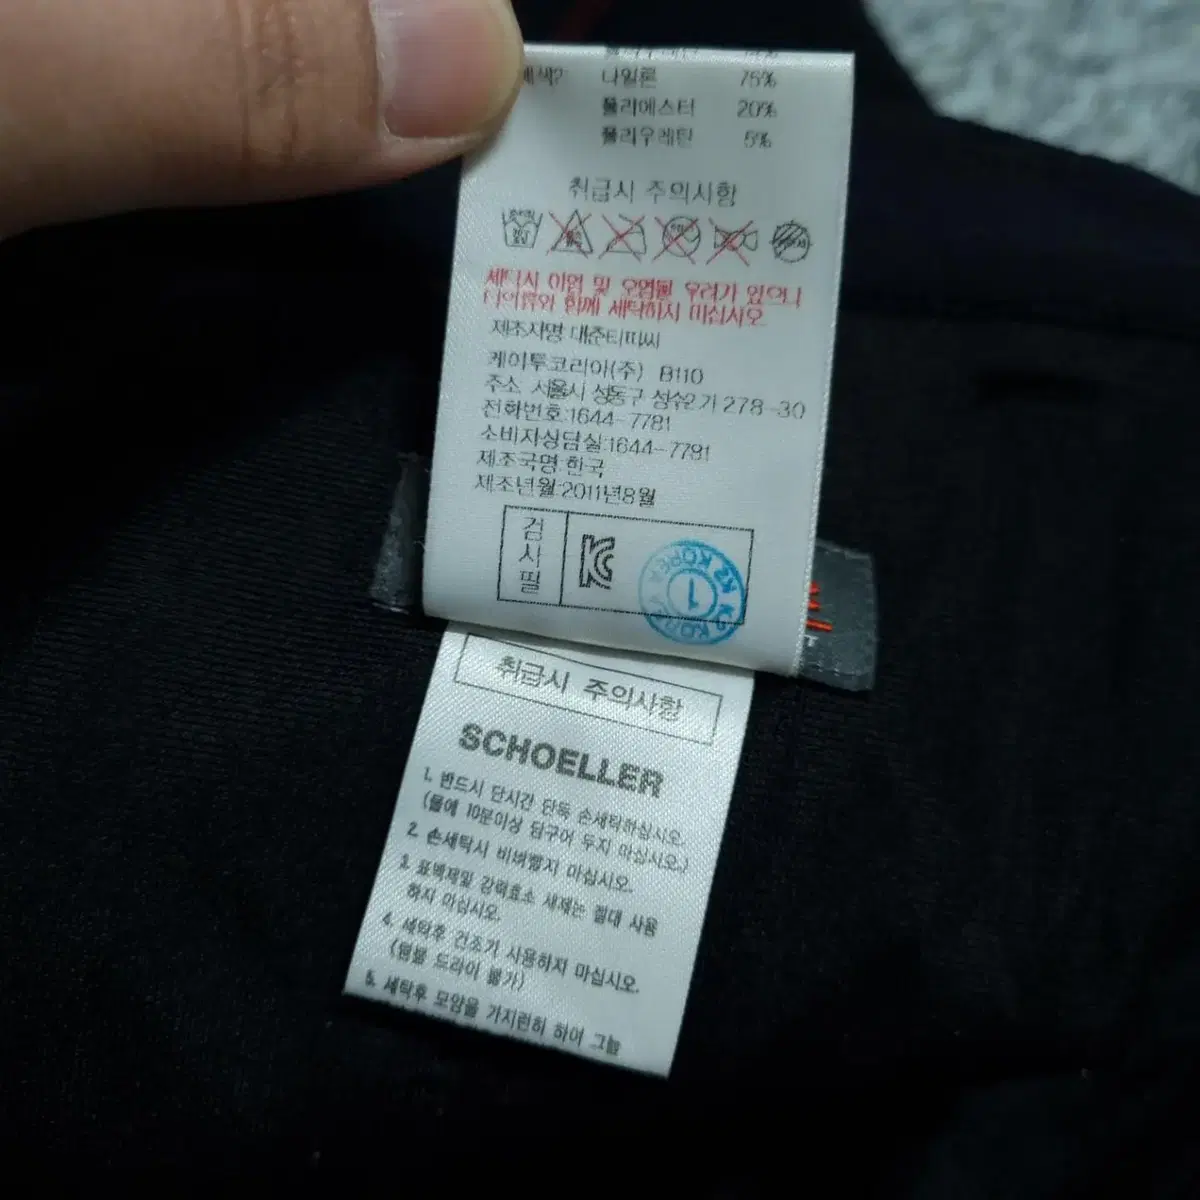 배색2 나일론 75%
폴리에스터 20%
폴리우레탄 5%
취급시 주의사항
세탁시 이염 및 오염될 우려가 있으니
다의류와 함께 세탁하지 마십시오
제조자명 대준티피씨
케이투코리아(주) B110
주소 서울시 성동구 성수2가 278-30
전화번호:1644-7781
소비자상담실:1644-7781
제조국명:한국
제조년월:2011년8월
검시필
K2 KOREA
1
취급시 주의사항
SCHOELLER
1. 반드시 단시간 단독 손세탁하십시오.
(물에 10분이상 담구어 두지 마십시오.)
2. 손세탁시 비벼빨지 마십시오.
3. 표백제및 강력효소 세제는 절대 사용
하지 마십시오.
4. 세탁후 건조기 사용하지 마십시오.
(텀블 드라이 불가)
5. 세탁후 모양을 가지런히 하여 그늘